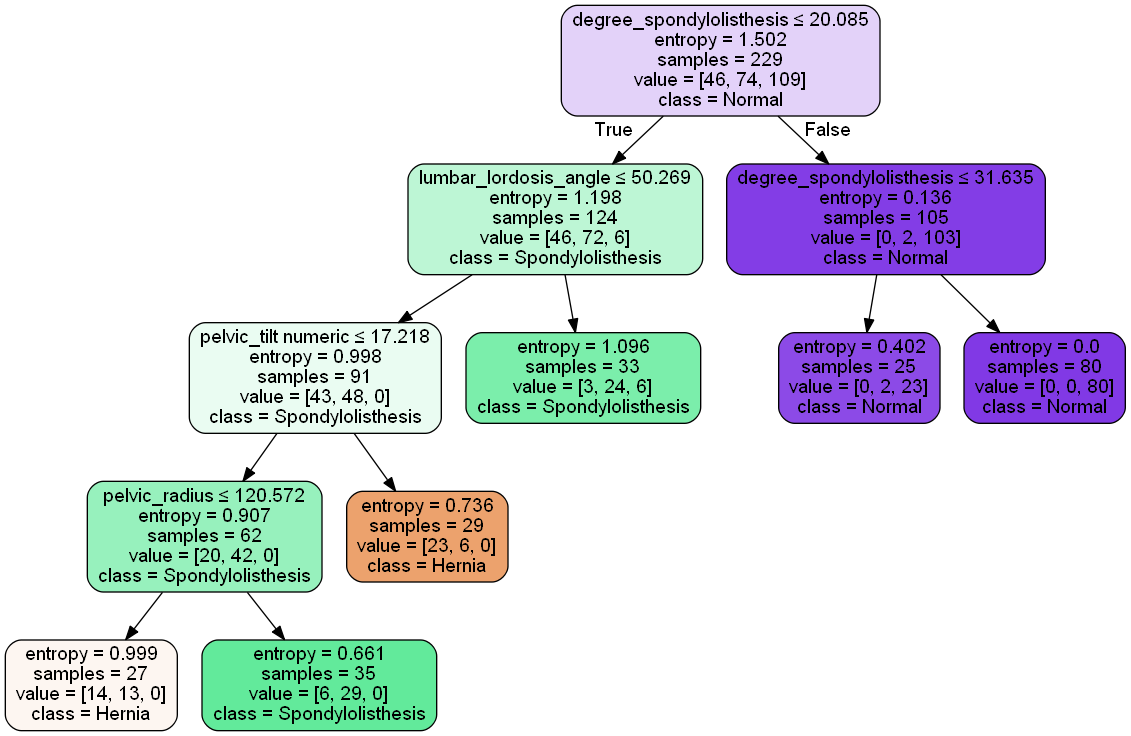 degree_spondylolisthesis ≤ 20.085
entropy = 1.502
samples = 229
value = [46, 74, 109]
class = Normal
True
False
lumbar_lordosis_angle ≤ 50.269
entropy = 1.198
samples = 124
value = [46, 72, 6]
class = Spondylolisthesis
degree_spondylolisthesis ≤ 31.635
entropy = 0.136
samples = 105
value = [0, 2, 103]
class = Normal
pelvic_tilt numeric ≤ 17.218
entropy = 0.998
samples = 91
value = [43, 48, 0]
class = Spondylolisthesis
entropy = 1.096
samples = 33
value = [3, 24, 6]
class = Spondylolisthesis
entropy = 0.402
samples = 25
value = [0, 2, 23]
class = Normal
entropy = 0.0
samples = 80
value = [0, 0, 80]
class = Normal
pelvic_radius ≤ 120.572
entropy = 0.907
samples = 62
value = [20, 42, 0]
class = Spondylolisthesis
entropy = 0.736
samples = 29
value = [23, 6, 0]
class = Hernia
entropy = 0.999
samples = 27
value = [14, 13, 0]
class = Hernia
entropy = 0.661
samples = 35
value = [6, 29, 0]
class = Spondylolisthesis